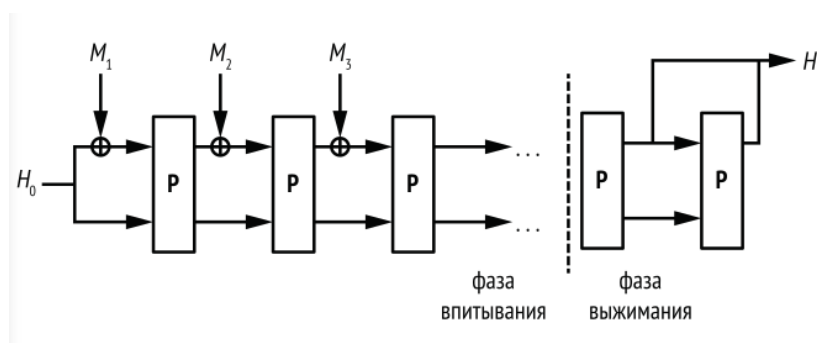 M₁ M₂ M₃
H
H₀
P P P ... P P
...
фаза фаза
впитывания выжимания